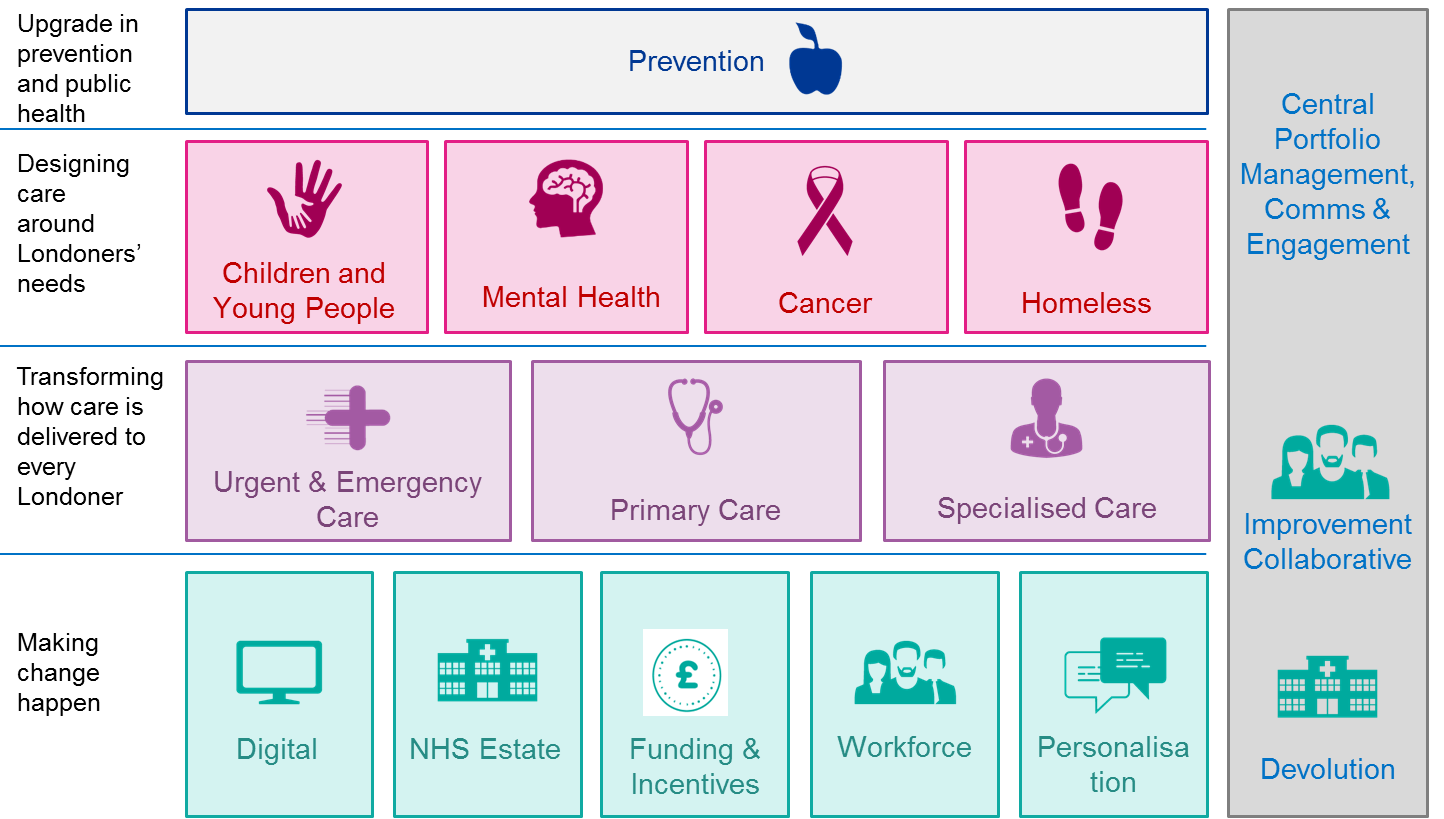 Upgrade in
prevention
and public
health
Prevention
Designing
care
around
Londoners’
needs
Children and
Young People
Mental Health
Cancer
Homeless
Transforming
how care is
delivered to
every
Londoner
Urgent & Emergency
Care
Primary Care
Specialised Care
Making
change
happen
Digital
NHS Estate
£
Funding &
Incentives
Workforce
Personalisa
tion
Central
Portfolio
Management,
Comms &
Engagement
Improvement
Collaborative
Devolution